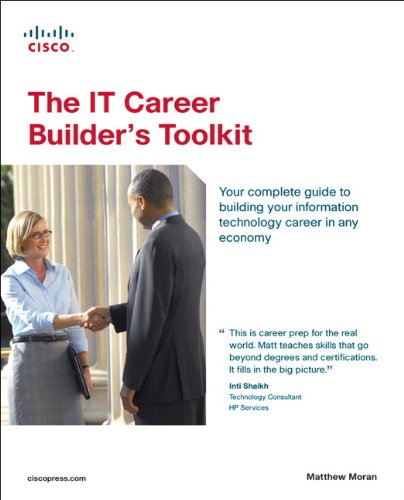 CISCO
The IT Career
Builder's Toolkit
Your complete guide to
building your information
technology career in any
economy
“ This is career prep for the real
world. Matt teaches skills that go
beyond degrees and certifications.
It fills in the big picture.”
Inti Shaikh
Technology Consultant
HP Services
ciscopress.com
Matthew Moran